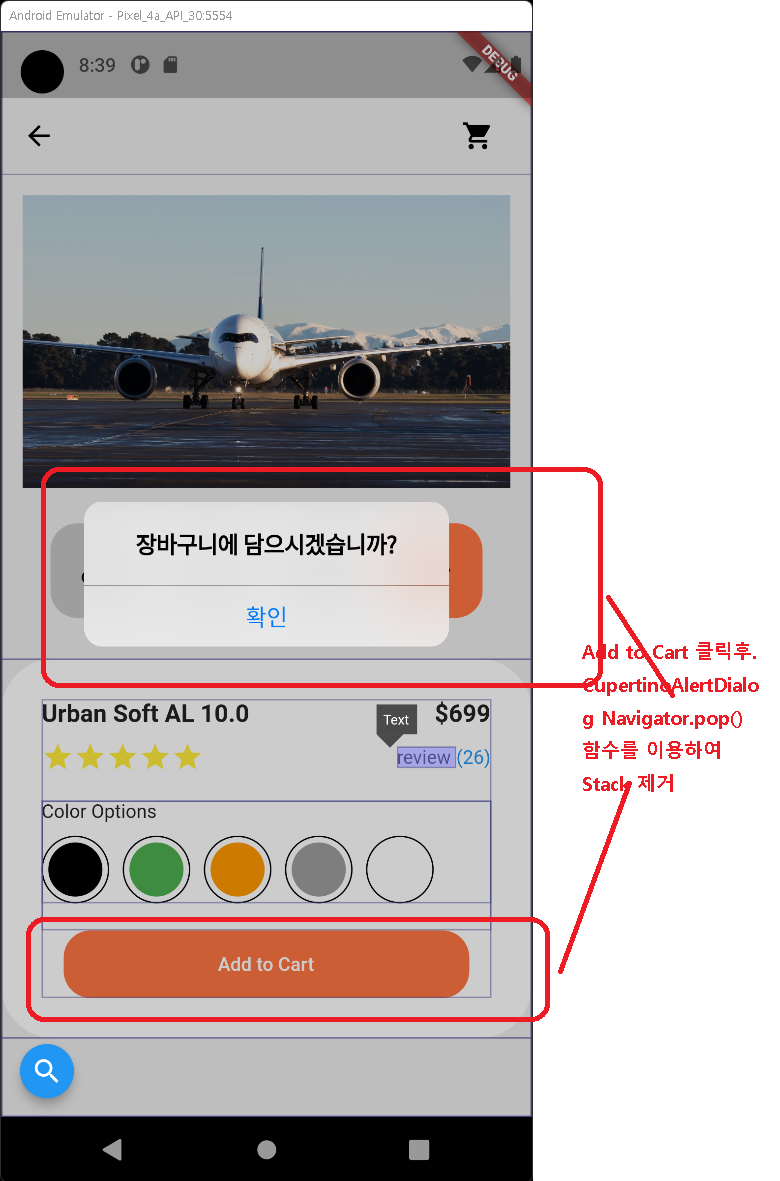 Android Emulator - Pixel_4a_API_30:5554
8:39
DEBUG
장바구니에 담으시겠습니까?
확인
Urban Soft AL 10.0
Text
$699
review (26)
Color Options
Add to Cart
Add to Cart 클릭후.
CupertinoAlertDialo
g Navigator.pop()
함수를 이용하여
Stack 제거